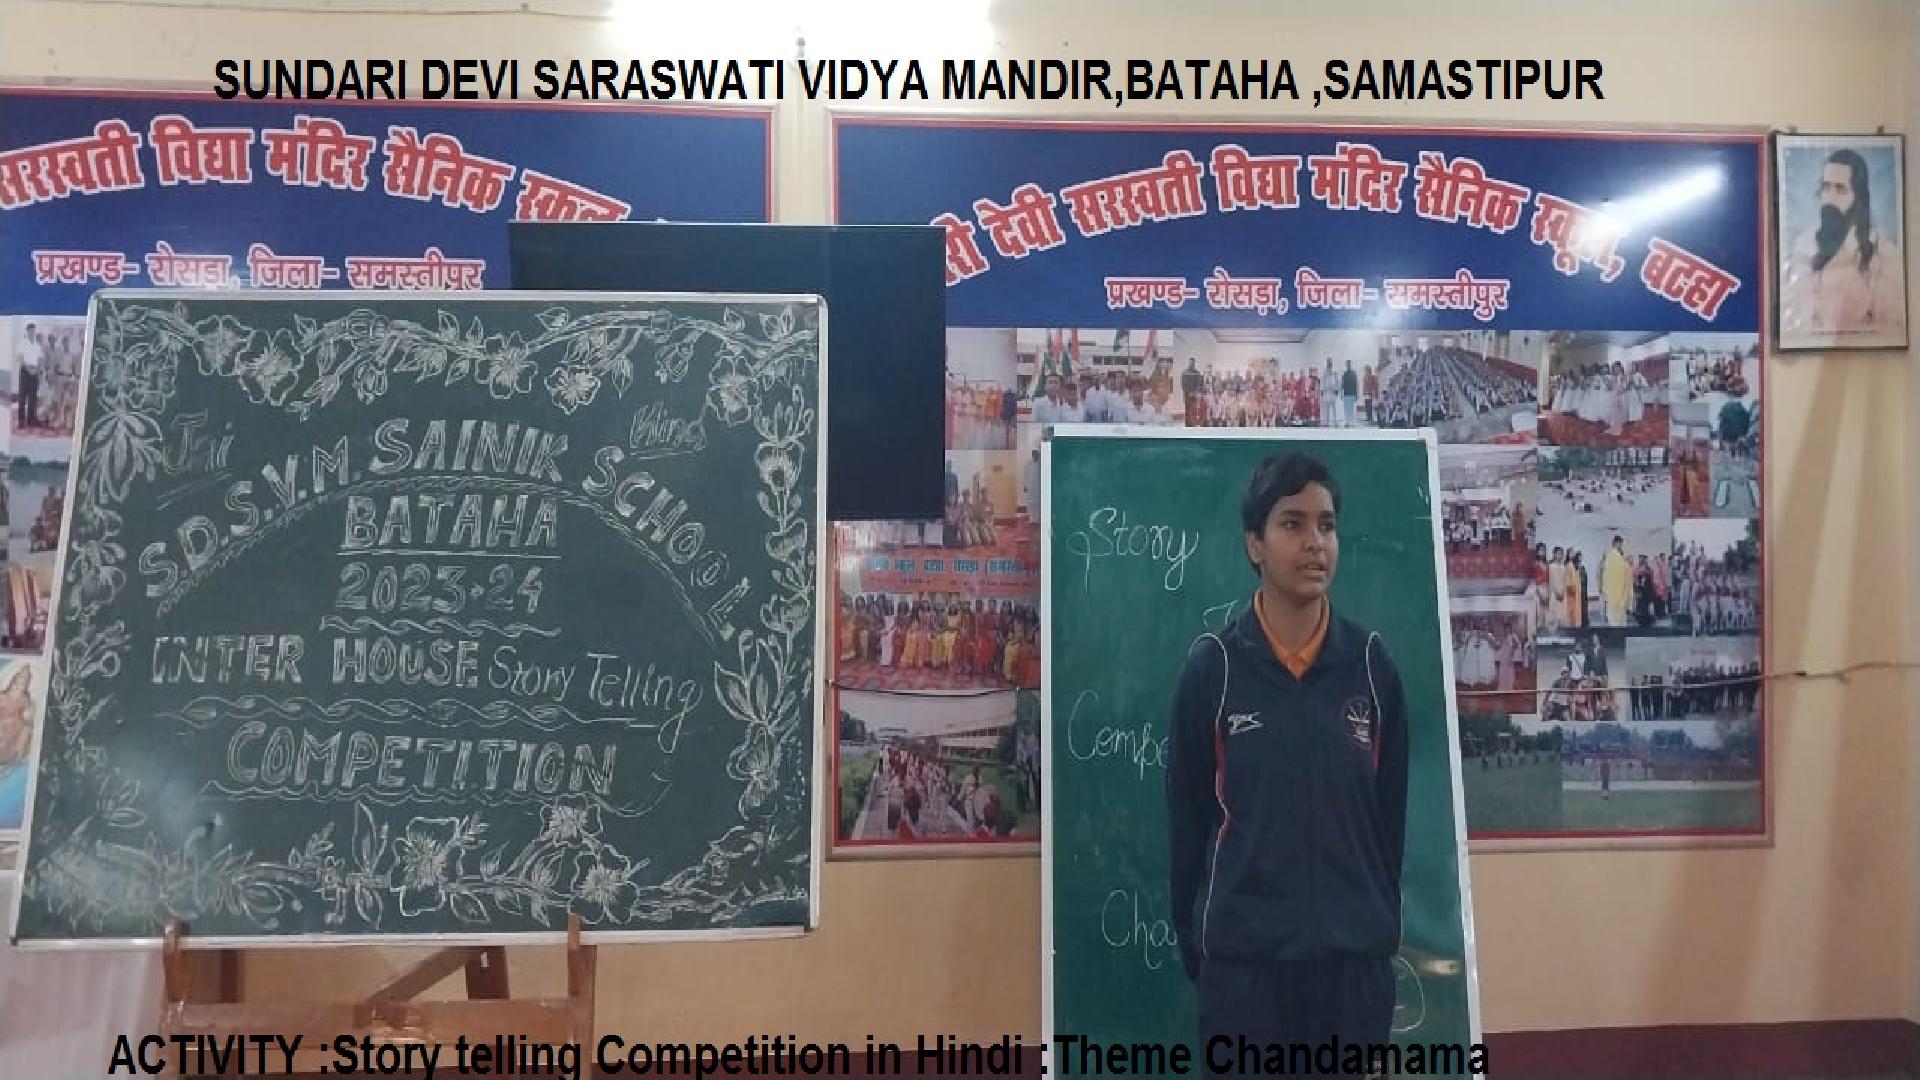 SUNDARI DEVI SARASWATI VIDYA MANDIR,BATAHA ,SAMASTIPUR
सरस्वती विद्या मंदिर सैनिक स्कूल
प्रखण्ड- रोसड़ा, जिला- समस्तीपुर
देवी सरस्वती विद्या मंदिर सैनिक स्कूल, बटहा
प्रखण्ड- रोसड़ा, जिला- समस्तीपुर
Jai Hind
S.D.S.V.M. SAINIK SCHOOL
BATAHA
2023-24
INTER HOUSE Story Telling
COMPETITION
Story
Compe
Cha
ACTIVITY :Story telling Competition in Hindi :Theme Chandamama